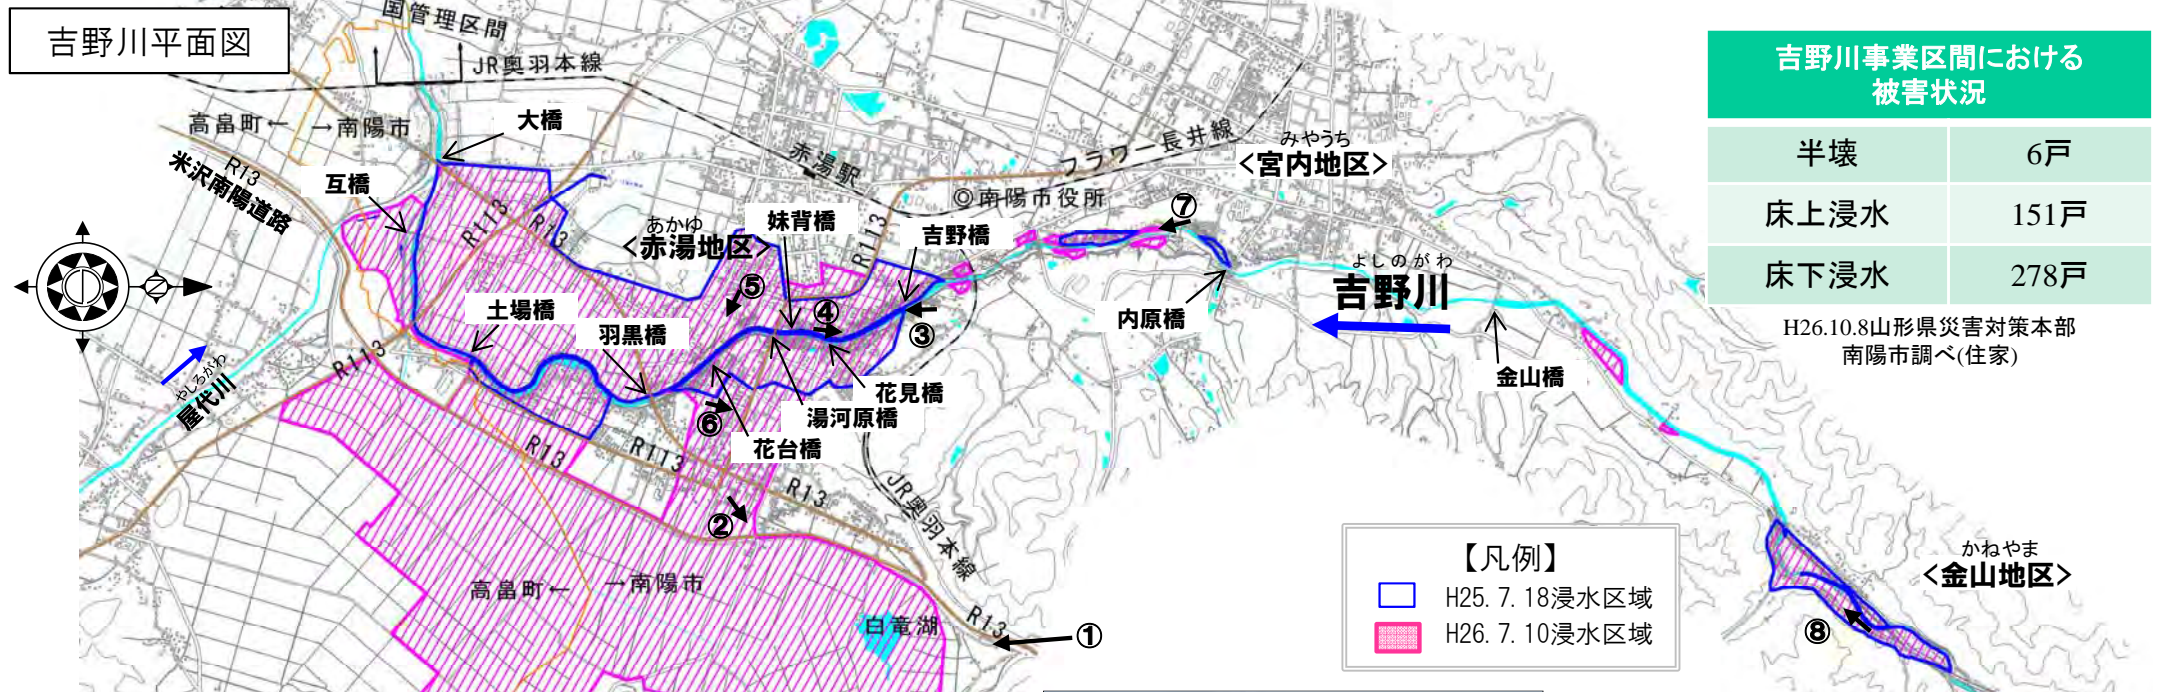 吉野川平面図
国管理区間
JR奥羽本線
高畠町← →南陽市
大橋
R13
米沢南陽道路
互橋
R113
R13
あかゆ
<赤湯地区>
赤湯駅
フラワー長井線
みやうち
<宮内地区>
◎南陽市役所
妹背橋
R113
吉野橋
⑦
⑤
④
③
土場橋
羽黒橋
内原橋
よしのがわ
吉野川
金山橋
やしろがわ
屋代川
R113
花見橋
湯河原橋
花台橋
⑥
R13
R113
R13
②
JR奥羽本線
高畠町← →南陽市
白竜湖
R13
①
かねやま
<金山地区>
⑧
吉野川事業区間における
被害状況
半壊 6戸
床上浸水 151戸
床下浸水 278戸
H26.10.8山形県災害対策本部
南陽市調べ(住家)
【凡例】
H25.7.18浸水区域
H26.7.10浸水区域